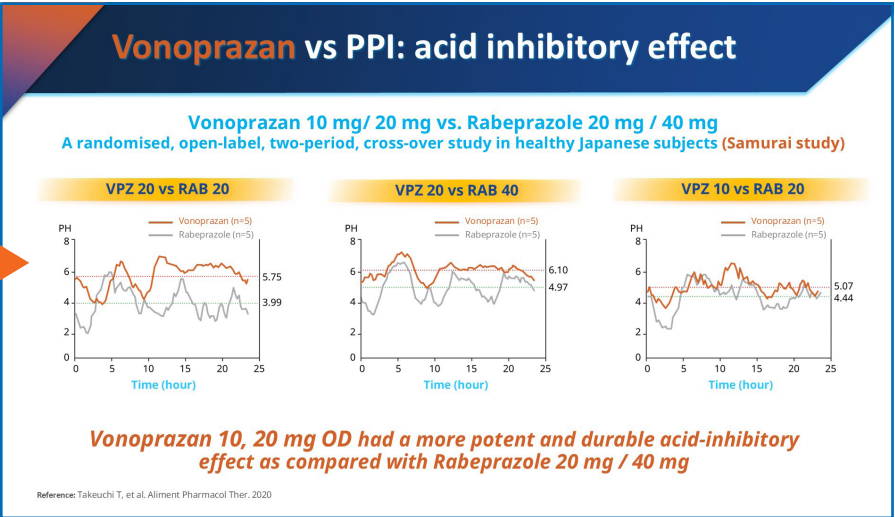 Vonoprazan vs PPI: acid inhibitory effect
Vonoprazan 10 mg/ 20 mg vs. Rabeprazole 20 mg / 40 mg
A randomised, open-label, two-period, cross-over study in healthy Japanese subjects (Samurai study)
VPZ 20 vs RAB 20
PH
Vonoprazan (n=5)
Rabeprazole (n=5)
8
6
4
2
0
5.75
3.99
0 5 10 15 20 25
Time (hour)
VPZ 20 vs RAB 40
PH
Vonoprazan (n=5)
Rabeprazole (n=5)
8
6
4
2
0
6.10
4.97
0 5 10 15 20 25
Time (hour)
VPZ 10 vs RAB 20
PH
Vonoprazan (n=5)
Rabeprazole (n=5)
8
6
4
2
0
5.07
4.44
0 5 10 15 20 25
Time (hour)
Vonoprazan 10, 20 mg OD had a more potent and durable acid-inhibitory
effect as compared with Rabeprazole 20 mg / 40 mg
Reference: Takeuchi T, et al. Aliment Pharmacol Ther. 2020